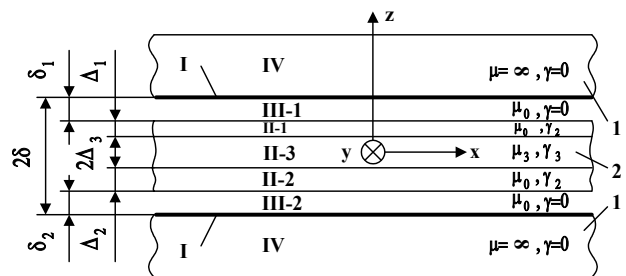 z
I IV μ= ∞ , γ=0
δ₁ Δ₁
III-1 μ₀ , γ=0 1
II-1 μ₀ , γ₂
2δ 2Δ₃ II-3 y x μ₃ , γ₃ 2
II-2 μ₀ , γ₂
III-2 μ₀ , γ=0 1
δ₂ Δ₂
I IV μ= ∞ , γ=0